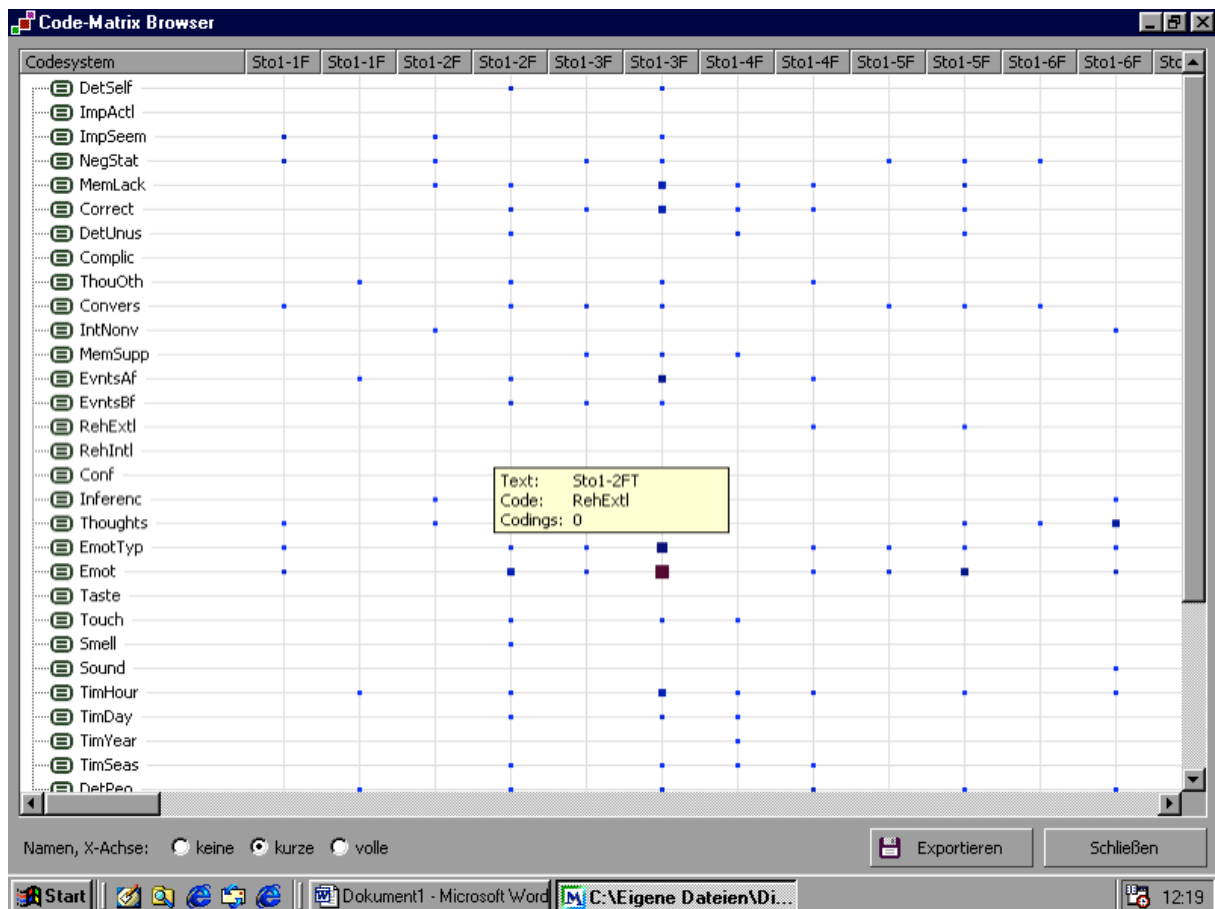 Code-Matrix Browser
Codesystem Sto1-1F Sto1-1F Sto1-2F Sto1-2F Sto1-3F Sto1-3F Sto1-4F Sto1-4F Sto1-5F Sto1-5F Sto1-6F Sto1-6F Stc
DetSelf
ImpActl
ImpSeem
NegStat
MemLack
Correct
DetUnus
Complic
ThouOth
Convers
IntNonv
MemSupp
EvntsAf
EvntsBf
RehExtl
RehIntl
Conf
Text: Sto1-2FT
Code: RehExtl
Codings: 0
Inferenc
Thoughts
EmotTyp
Emot
Taste
Touch
Smell
Sound
TimHour
TimDay
TimYear
TimSeas
DetPeo
Namen, X-Achse: keine kurze volle Exportieren Schließen
Start Dokument1 - Microsoft Word C:\Eigene Dateien\Di... 12:19